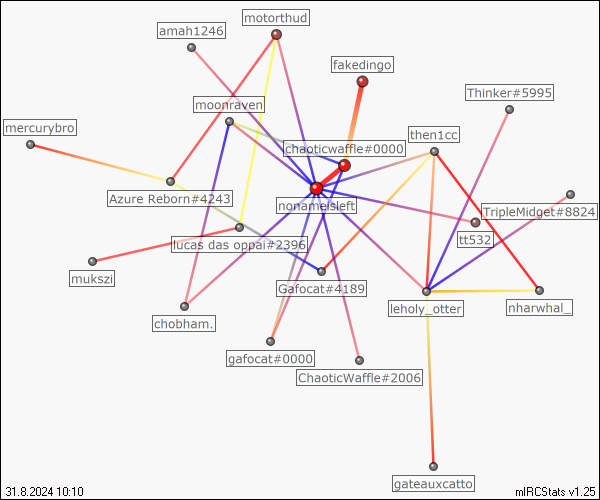 motorthud
amah1246
fakedingo
Thinker#5995
moonraven
mercurybro
then1cc
chaoticwaffle#0000
Azure Reborn#4243
nonameisleft
TripleMidget#8824
lucas das oppai#2396
tt532
mukszi
Gafocat#4189
leholy_otter
nharwhal_
chobham.
gafocat#0000
ChaoticWaffle#2006
gateauxcatto
31.8.2024 10:10
mIRCStats v1.25